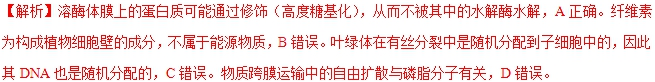 【解析】溶酶体膜上的蛋白质可能通过修饰（高度糖基化），从而不被其中的水解酶水解，A 正确。纤维素
为构成植物细胞壁的成分，不属于能源物质，B 错误。叶绿体在有丝分裂中是随机分配到子细胞中的，因此
其 DNA 也是随机分配的，C 错误。物质跨膜运输中的自由扩散与磷脂分子有关，D 错误。